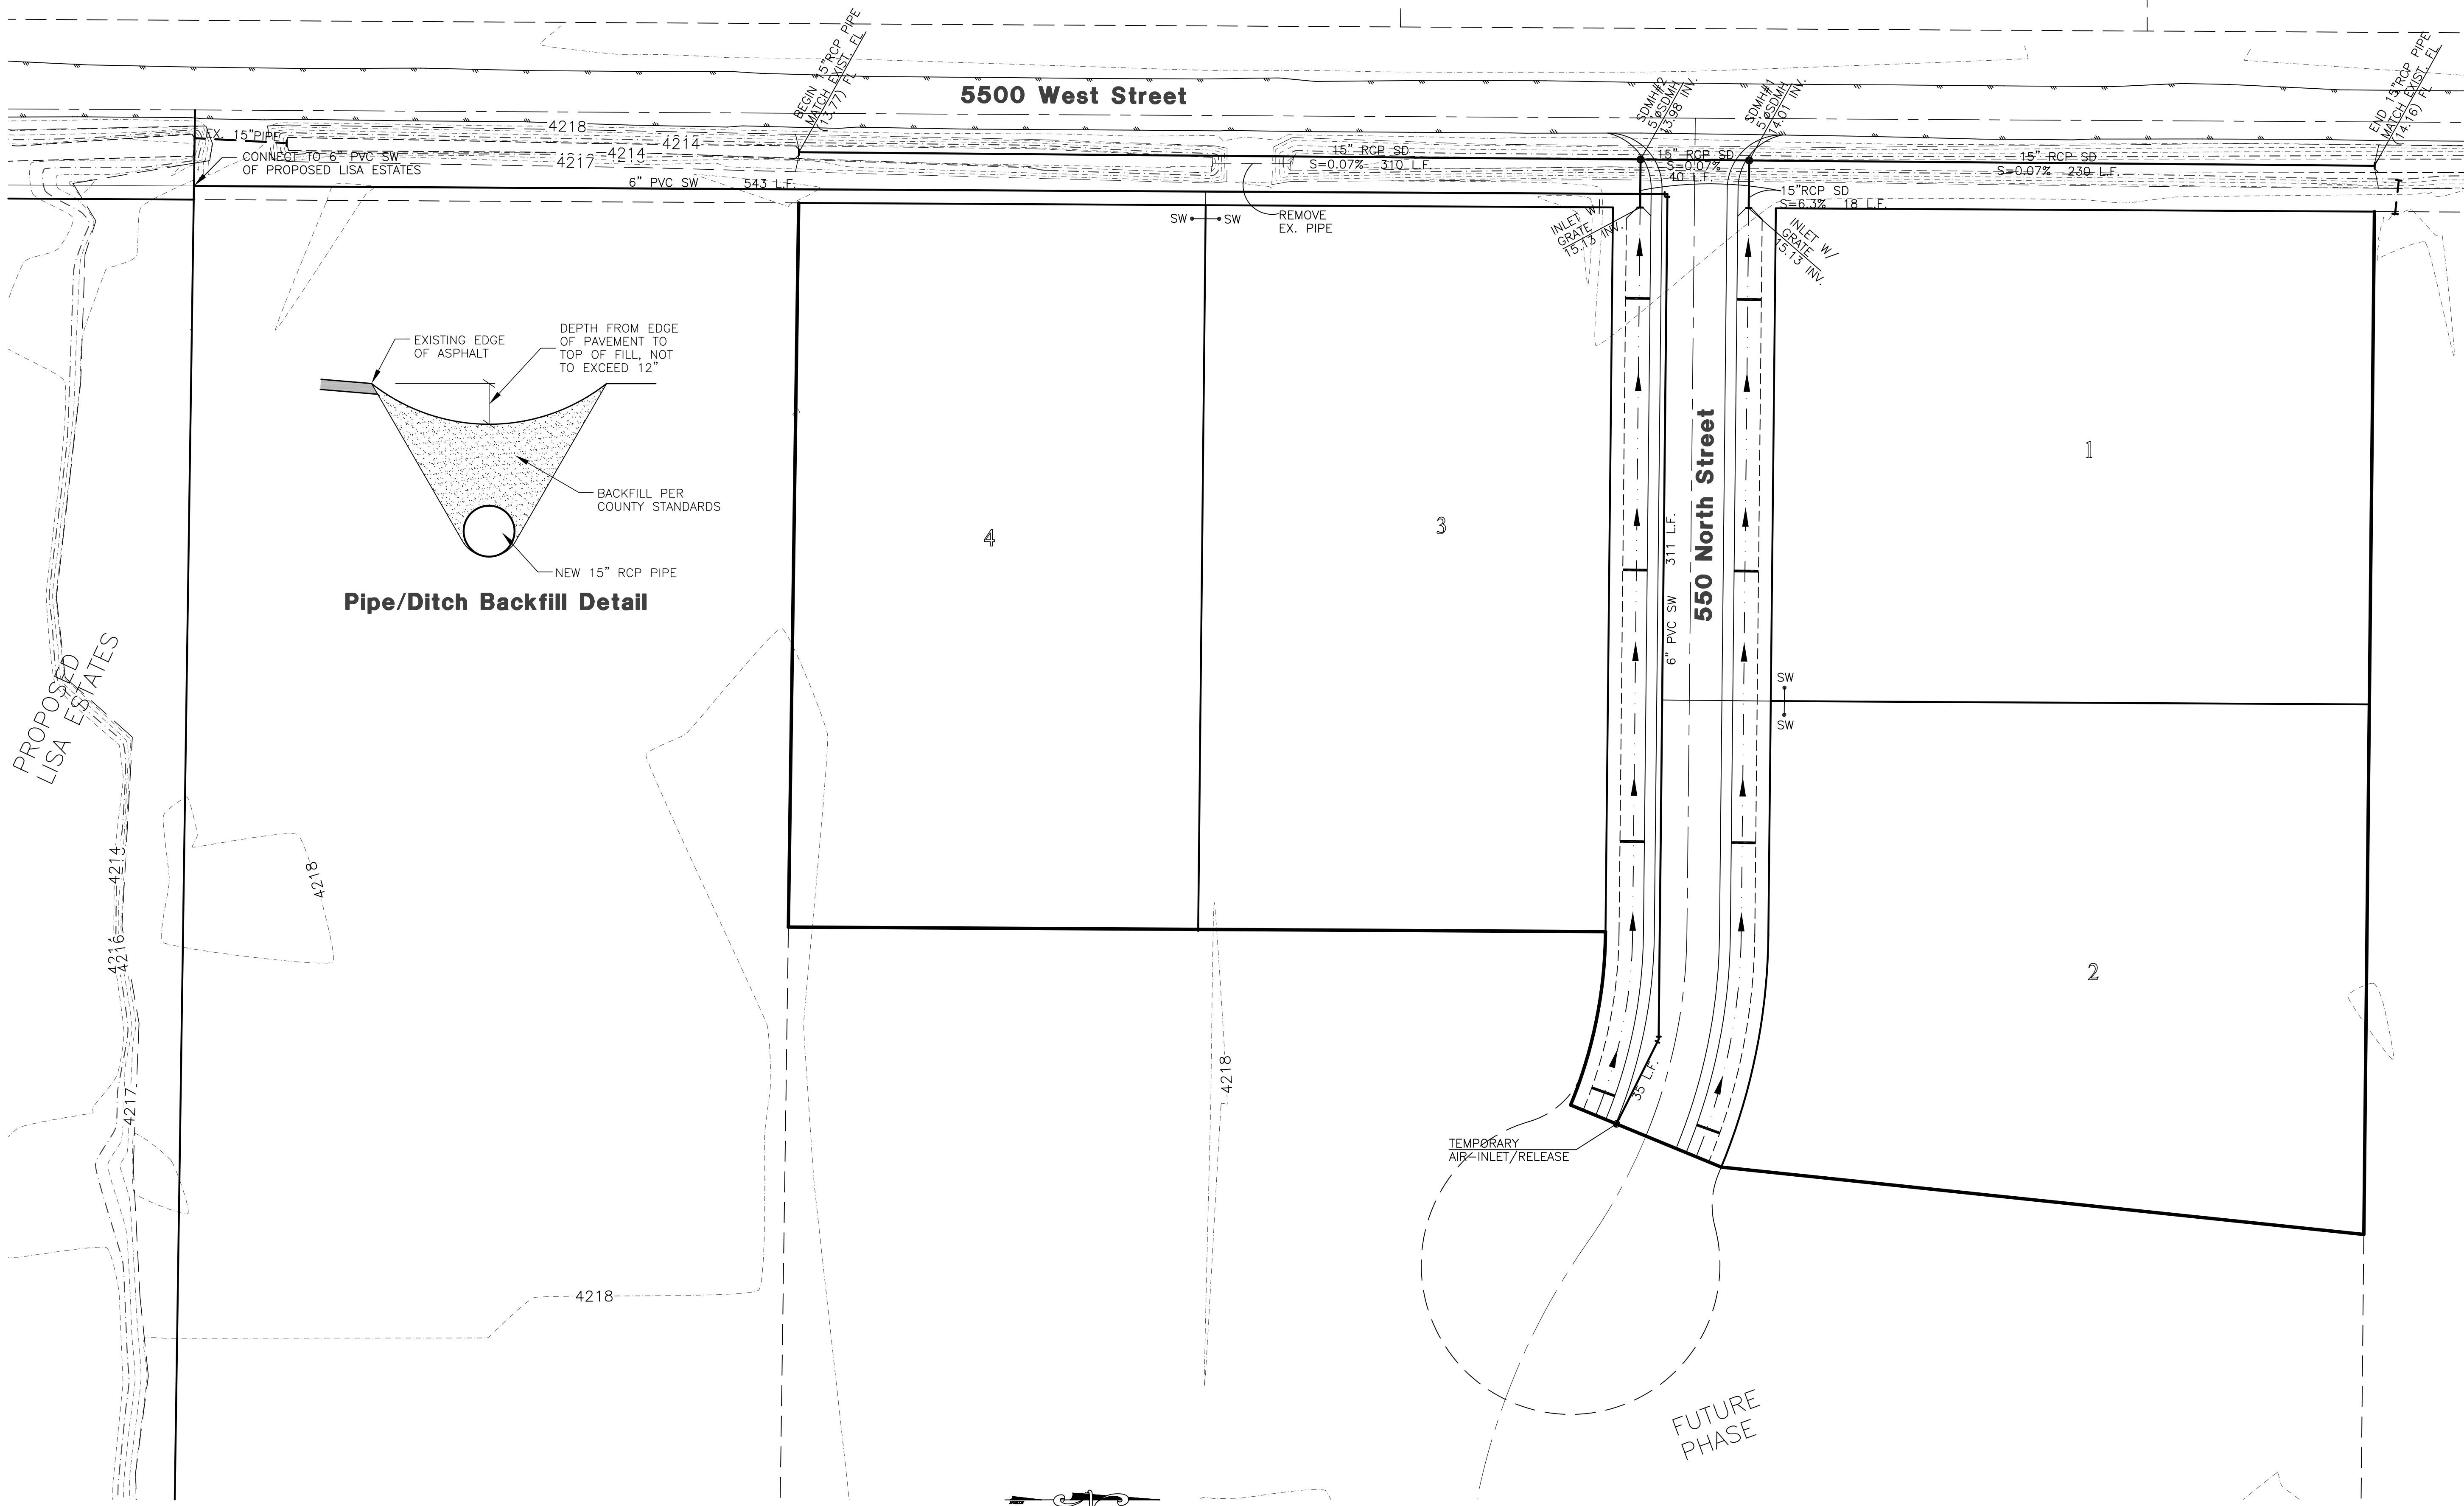 BEGIN 15"RCP PIPE
MATCH EXIST. FL
(13.77) FL
5500 West Street
SDMH#2
5'øSDMH
13.98 INV.
SDMH#1
5'øSDMH
14.01 INV.
END 15"RCP PIPE
MATCH EXIST. FL
(14.16) FL
EX. 15"PIPE
4218
4214
4214
4217
CONNECT TO 6" PVC SW
OF PROPOSED LISA ESTATES
6" PVC SW 543 L.F.
15" RCP SD
S=0.07% 310 L.F.
15" RCP SD
S=0.07%
40 L.F.
15" RCP SD
S=0.07% 230 L.F.
15"RCP SD
S=6.3% 18 L.F.
SW SW
REMOVE
EX. PIPE
INLET W/
GRATE
15.13 INV.
INLET W/
GRATE
15.13 INV.
EXISTING EDGE
OF ASPHALT
DEPTH FROM EDGE
OF PAVEMENT TO
TOP OF FILL, NOT
TO EXCEED 12"
BACKFILL PER
COUNTY STANDARDS
NEW 15" RCP PIPE
Pipe/Ditch Backfill Detail
4
3
1
2
6" PVC SW 311 L.F.
550 North Street
SW
SW
PROPOSED
LISA ESTATES
4214
4214
4216
4217
4218
4218
4218
35 L.F.
TEMPORARY
AIR-INLET/RELEASE
FUTURE
PHASE